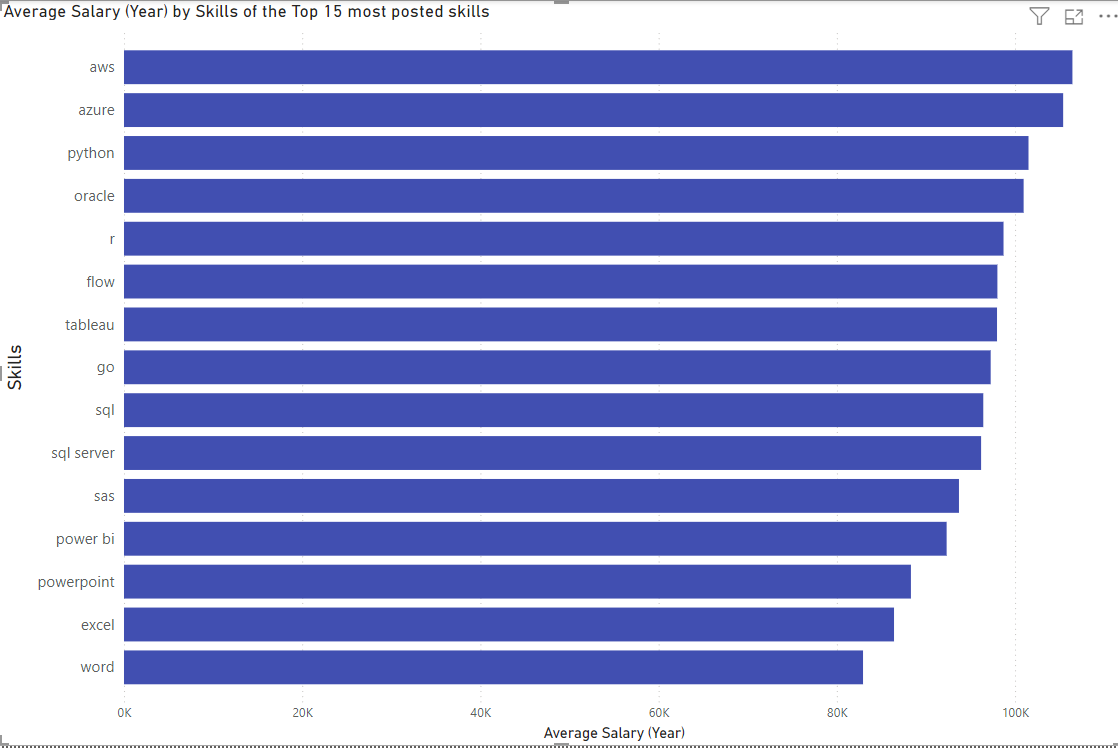 Average Salary (Year) by Skills of the Top 15 most posted skills
Skills
aws
azure
python
oracle
r
flow
tableau
go
sql
sql server
sas
power bi
powerpoint
excel
word
0K 20K 40K 60K 80K 100K
Average Salary (Year)